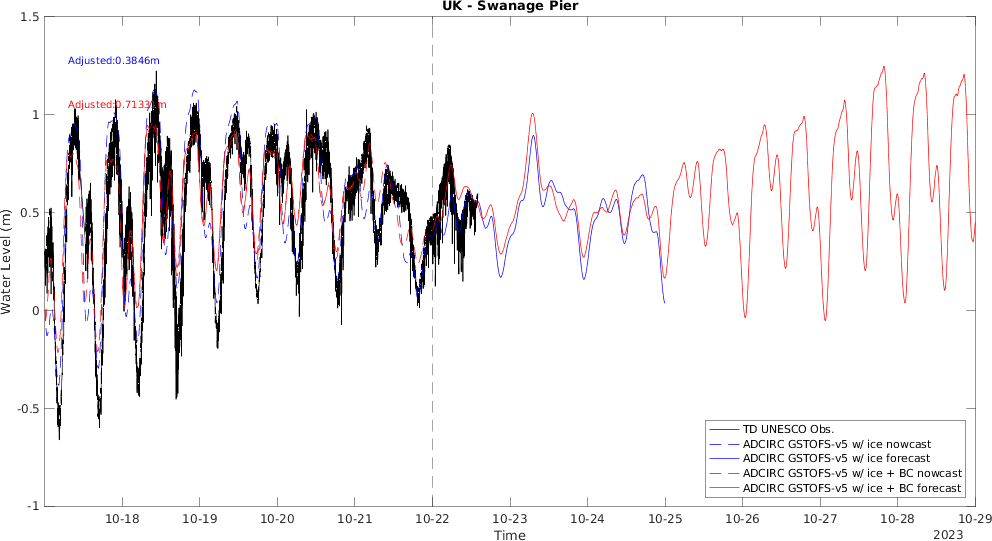 UK - Swanage Pier
1.5
1
0.5
0
-0.5
-1
Water Level (m)
Adjusted:0.3846m
TD UNESCO Obs.
ADCIRC GSTOFS-v5 w/ ice nowcast
ADCIRC GSTOFS-v5 w/ ice forecast
ADCIRC GSTOFS-v5 w/ ice + BC nowcast
ADCIRC GSTOFS-v5 w/ ice + BC forecast
10-18 10-19 10-20 10-21 10-22 10-23 10-24 10-25 10-26 10-27 10-28 10-29
Time
2023